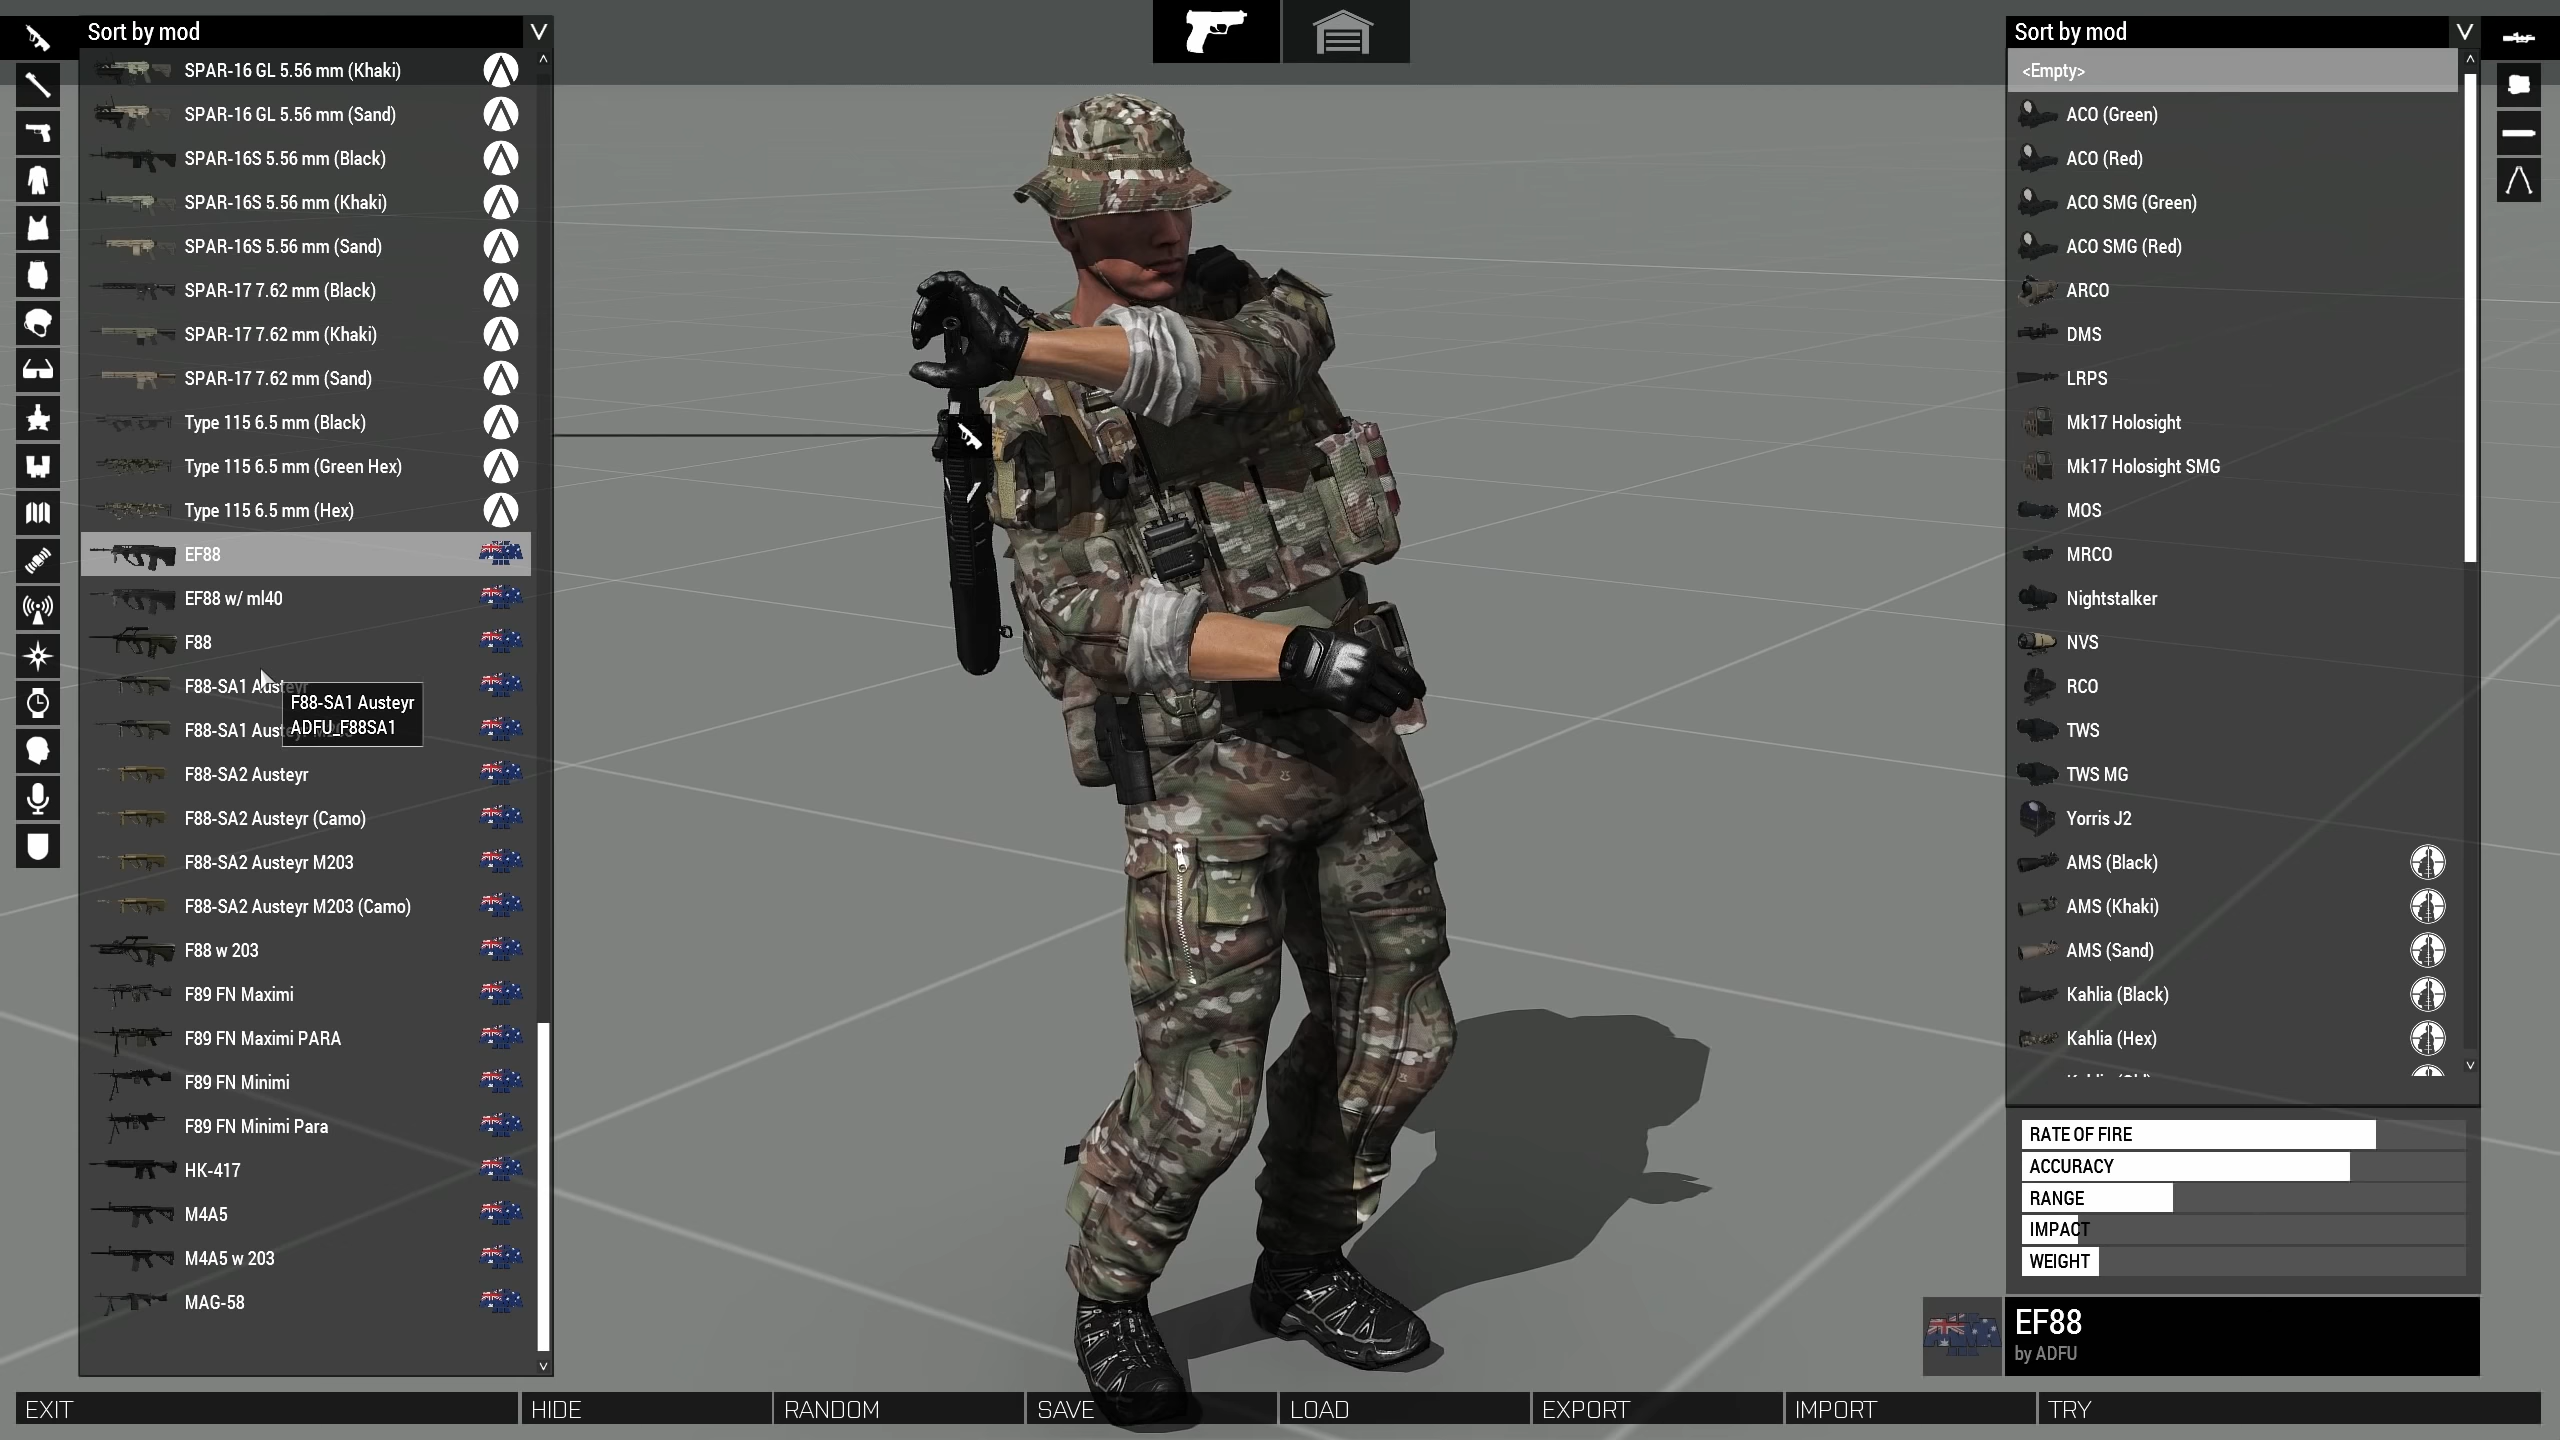 Sort by mod
SPAR-16 GL 5.56 mm (Khaki)
SPAR-16 GL 5.56 mm (Sand)
SPAR-16S 5.56 mm (Black)
SPAR-16S 5.56 mm (Khaki)
SPAR-16S 5.56 mm (Sand)
SPAR-17 7.62 mm (Black)
SPAR-17 7.62 mm (Khaki)
SPAR-17 7.62 mm (Sand)
Type 115 6.5 mm (Black)
Type 115 6.5 mm (Green Hex)
Type 115 6.5 mm (Hex)
EF88
EF88 w/ ml40
F88
F88-SA1 Austeyr
F88-SA1
F88-SA1 Austeyr
ADFU_F88SA1
F88-SA2 Austeyr
F88-SA2 Austeyr (Camo)
F88-SA2 Austeyr M203
F88-SA2 Austeyr M203 (Camo)
F88 w 203
F89 FN Maximi
F89 FN Maximi PARA
F89 FN Minimi
F89 FN Minimi Para
HK-417
M4A5
M4A5 w 203
MAG-58
Sort by mod
<Empty>
ACO (Green)
ACO (Red)
ACO SMG (Green)
ACO SMG (Red)
ARCO
DMS
LRPS
Mk17 Holosight
Mk17 Holosight SMG
MOS
MRCO
Nightstalker
NVS
RCO
TWS
TWS MG
Yorris J2
AMS (Black)
AMS (Khaki)
AMS (Sand)
Kahlia (Black)
Kahlia (Hex)
RATE OF FIRE
ACCURACY
RANGE
IMPACT
WEIGHT
EF88
by ADFU
EXIT
HIDE
RANDOM
SAVE
LOAD
EXPORT
IMPORT
TRY